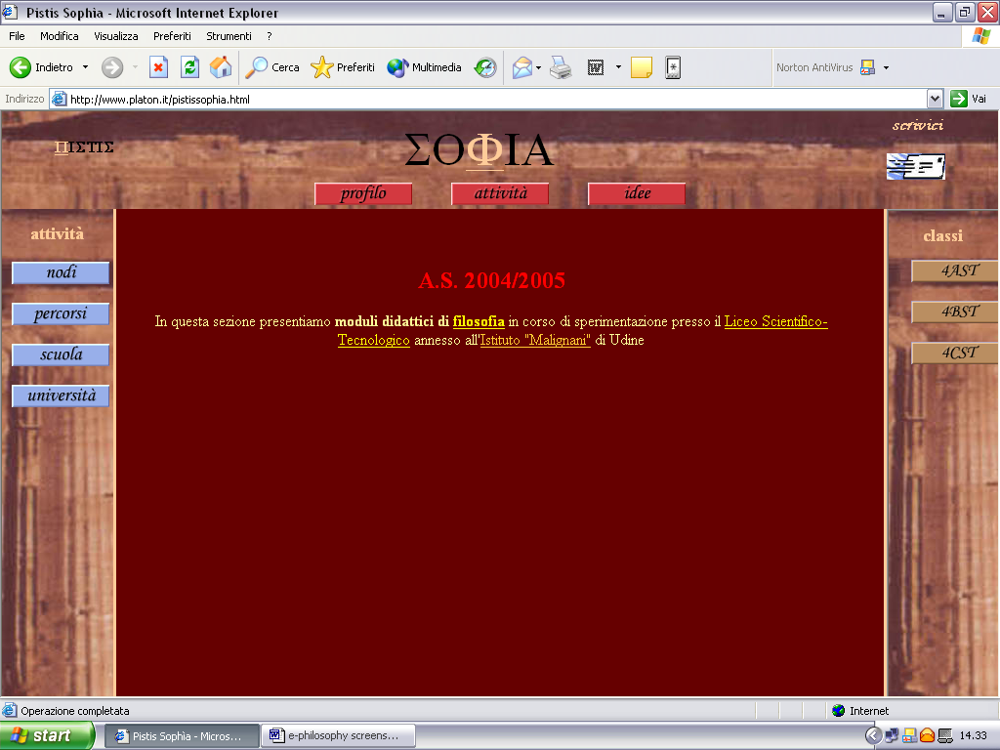 Pistis Sophìa - Microsoft Internet Explorer
File Modifica Visualizza Preferiti Strumenti ?
Indietro Cerca Preferiti Multimedia Norton AntiVirus
Indirizzo http://www.platon.it/pistissophia.html Vai
ΠΙΣΤΙΣ
ΣΟΦΙΑ
scrivici
profilo attività idee
attività
nodi
percorsi
scuola
università
A.S. 2004/2005
In questa sezione presentiamo moduli didattici di filosofia in corso di sperimentazione presso il Liceo Scientifico-
Tecnologico annesso all'Istituto "Malignani" di Udine
classi
4AST
4BST
4CST
Operazione completata Internet
start Pistis Sophìa - Micros... e-philosophy screens... 14.33